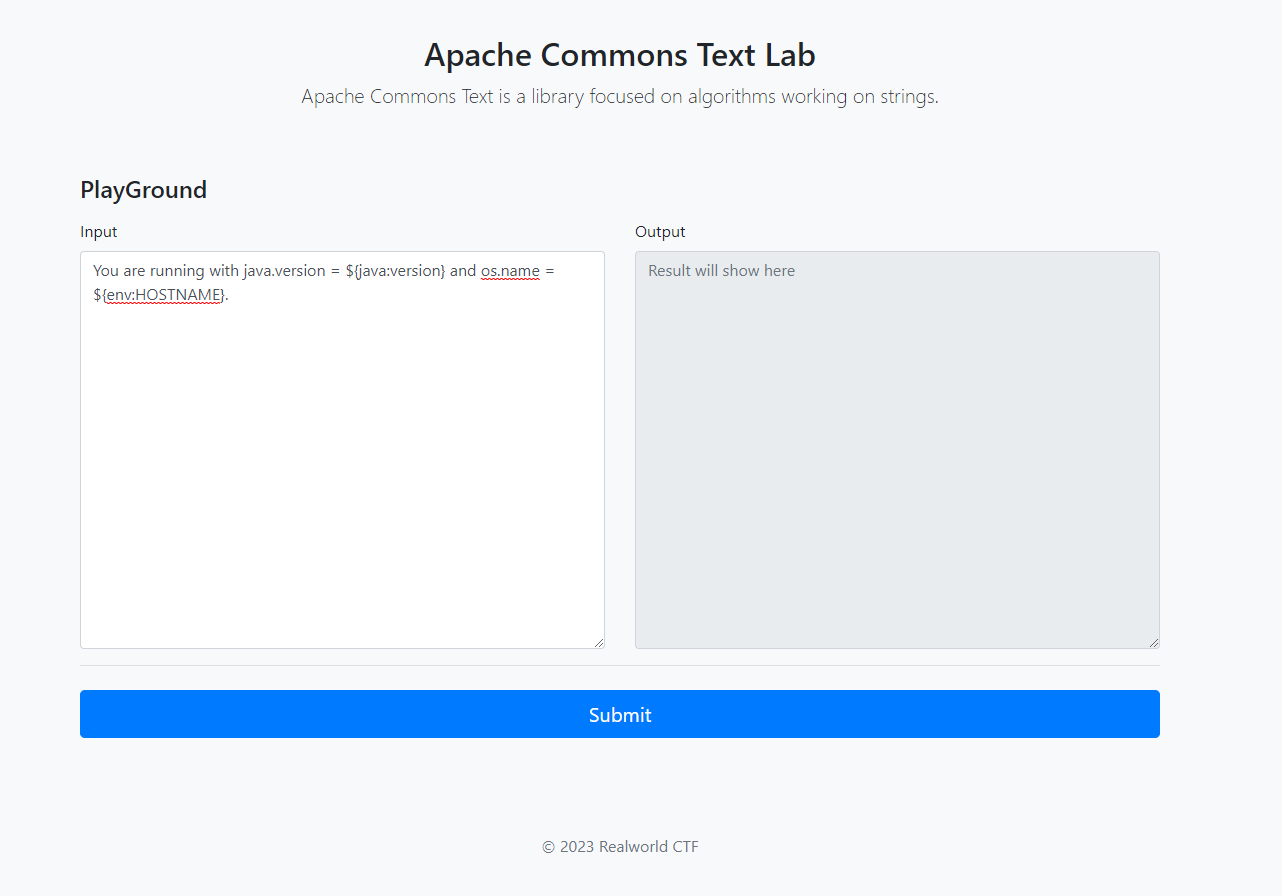 Apache Commons Text Lab
Apache Commons Text is a library focused on algorithms working on strings.
PlayGround
Input
You are running with java.version = ${java:version} and os.name =
${env:HOSTNAME}.
Output
Result will show here
Submit
© 2023 Realworld CTF